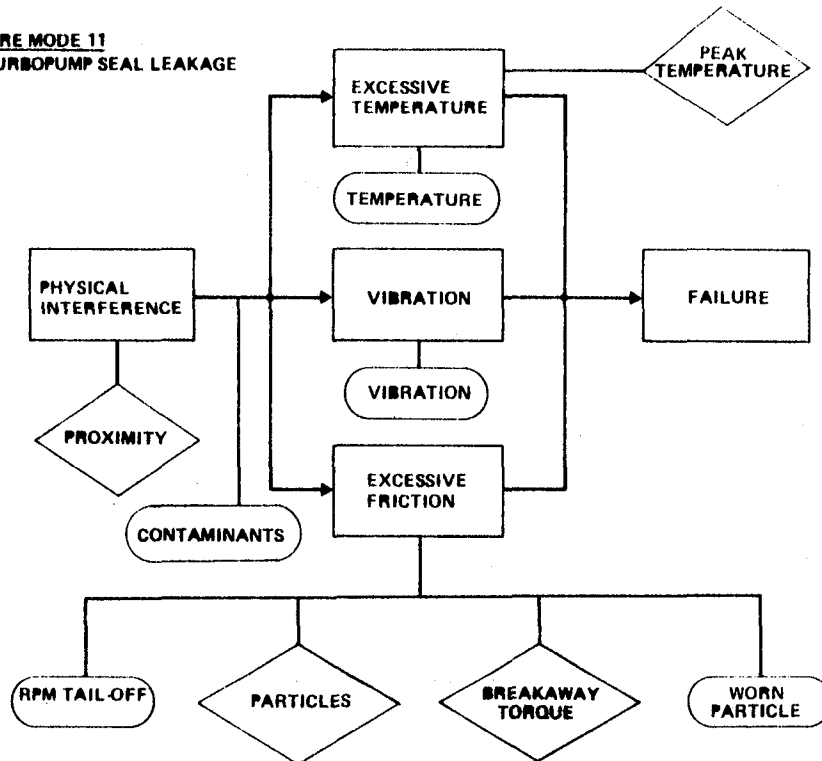 RE MODE 11
URBOPUMP SEAL LEAKAGE
PEAK
TEMPERATURE
EXCESSIVE
TEMPERATURE
TEMPERATURE
PHYSICAL
INTERFERENCE
VIBRATION
FAILURE
VIBRATION
PROXIMITY
EXCESSIVE
FRICTION
CONTAMINANTS
RPM TAIL-OFF
PARTICLES
BREAKAWAY
TORQUE
WORN
PARTICLE